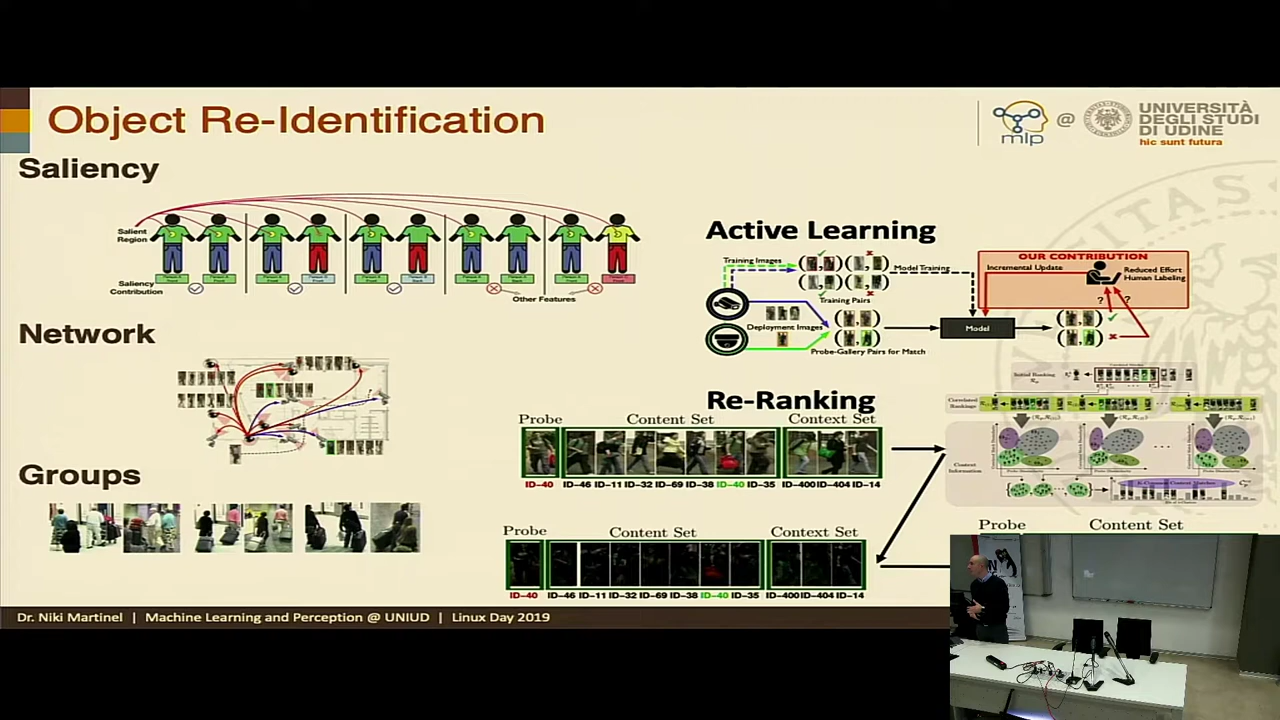 Object Re-Identification
mlp
@
UNIVERSITÀ
DEGLI STUDI
DI UDINE
hic sunt futura
Saliency
Salient
Region
Saliency
Contribution
Other Features
Network
Groups
Active Learning
Training Images
Model Training
Training Pairs
Deployment Images
Probe-Gallery Pairs for Match
Model
OUR CONTRIBUTION
Incremental Update
Reduced Effort
Human Labeling
? ?
Re-Ranking
Probe Content Set Context Set
ID-40 ID-46 ID-11 ID-32 ID-69 ID-38 ID-40 ID-35 ID-400 ID-404 ID-14
Initial Ranking
Correlated
Rankings
Context
Information
K-Common Context Matches
Probe Content Set
Probe Content Set Context Set
ID-40 ID-46 ID-11 ID-32 ID-69 ID-38 ID-40 ID-35 ID-400 ID-404 ID-14
Dr. Niki Martinel | Machine Learning and Perception @ UNIUD | Linux Day 2019